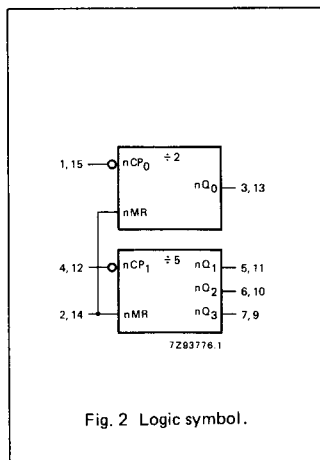 ÷2
1, 15 nCP0
nQ0 3, 13
nMR
÷5
4, 12 nCP1 nQ1 5, 11
nQ2 6, 10
2, 14 nMR nQ3 7, 9
7Z93776.1
Fig. 2 Logic symbol.